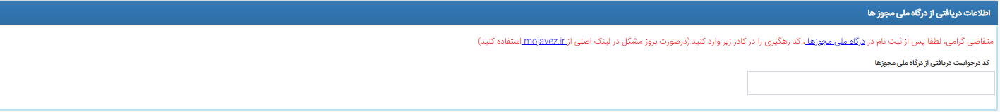 اطلاعات دریافتی از درگاه ملی مجوز ها
متقاضی گرامی، لطفا پس از ثبت نام در درگاه ملی مجوزها ، کد رهگیری را در کادر زیر وارد کنید.(درصورت بروز مشکل در لینک اصلی از mojavez.ir استفاده کنید)
کد درخواست دریافتی از درگاه ملی مجوزها